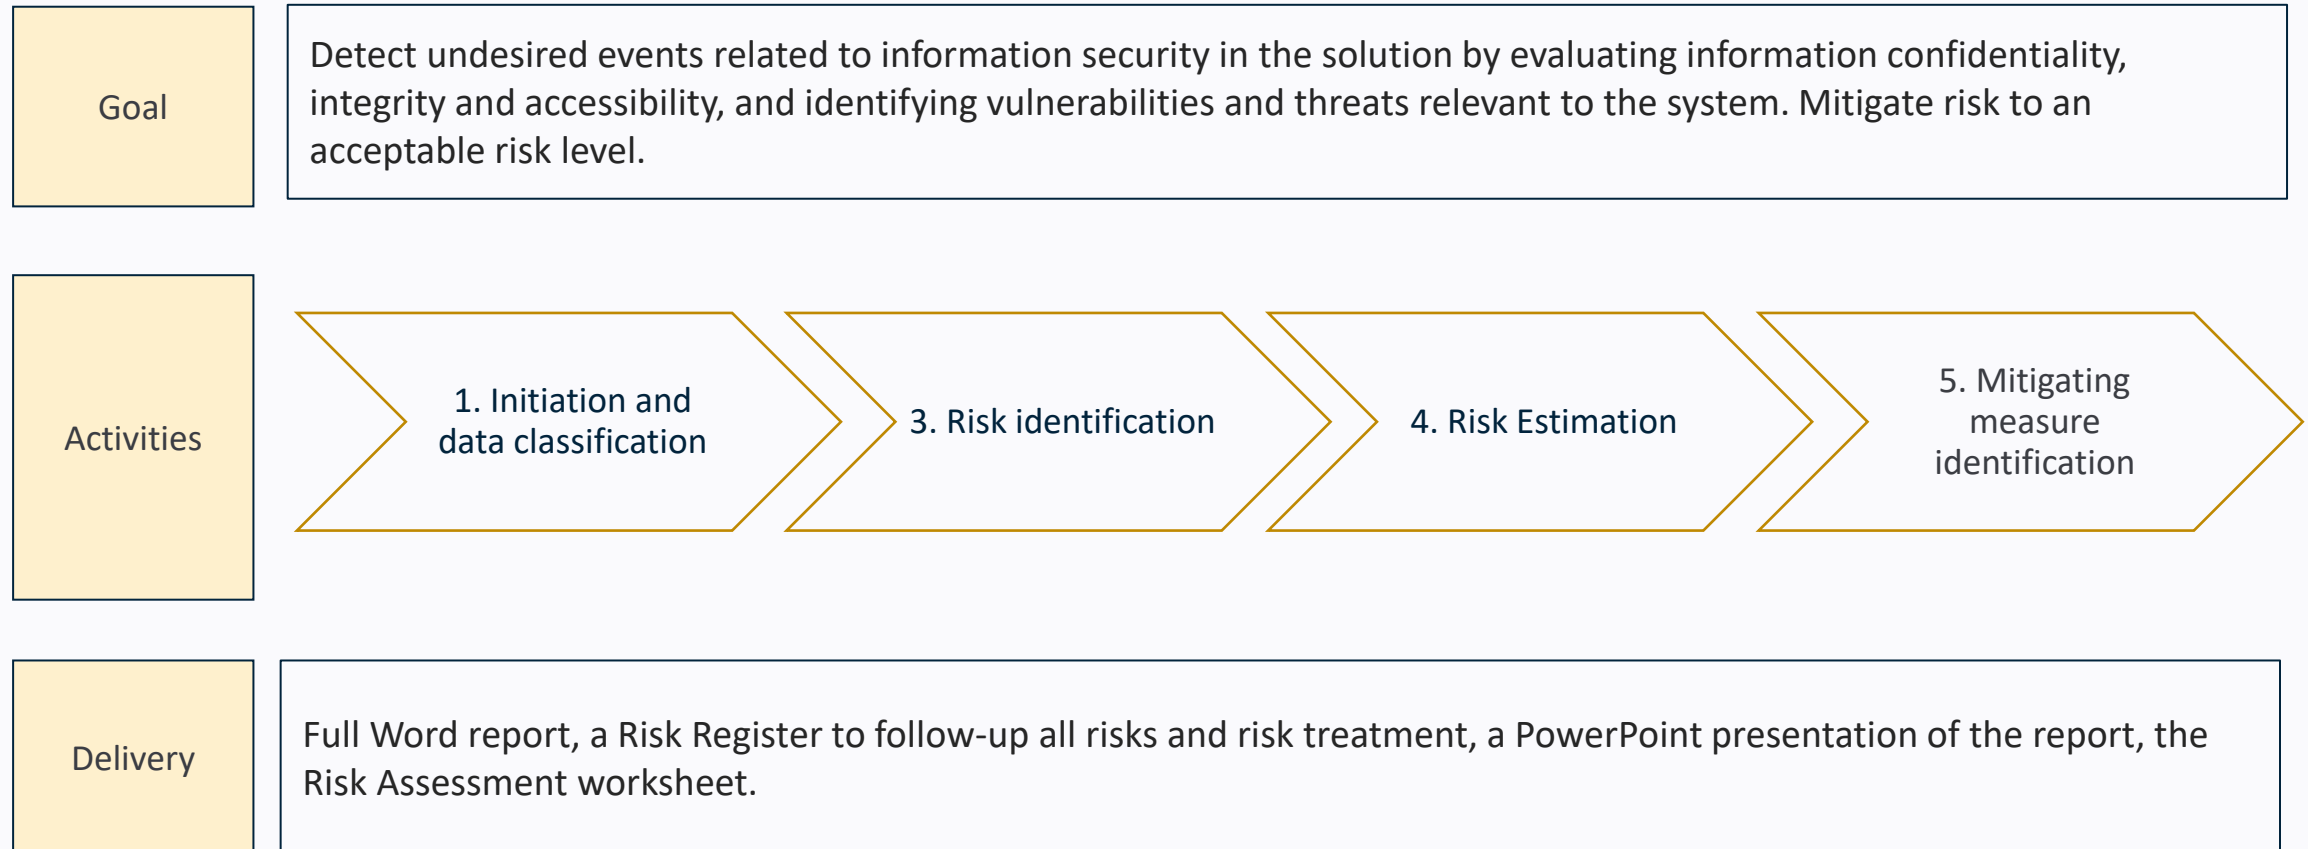 Goal
Detect undesired events related to information security in the solution by evaluating information confidentiality,
integrity and accessibility, and identifying vulnerabilities and threats relevant to the system. Mitigate risk to an
acceptable risk level.
Activities
1. Initiation and
data classification
3. Risk identification
4. Risk Estimation
5. Mitigating
measure
identification
Delivery
Full Word report, a Risk Register to follow-up all risks and risk treatment, a PowerPoint presentation of the report, the
Risk Assessment worksheet.